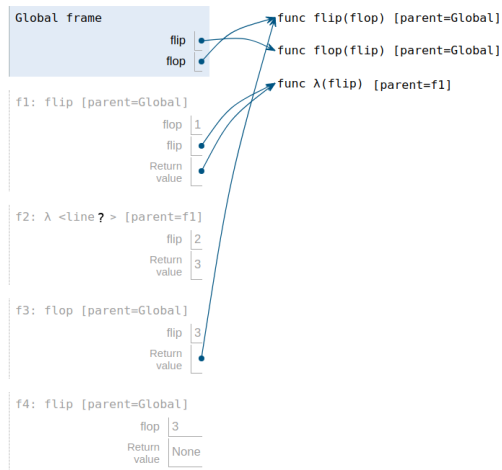 Global frame
flip
flop
func flip(flop) [parent=Global]
func flop(flip) [parent=Global]
func λ(flip) [parent=f1]
f1: flip [parent=Global]
flop 1
flip
Return
value
f2: λ <line ? > [parent=f1]
flip 2
Return
value 3
f3: flop [parent=Global]
flip 3
Return
value
f4: flip [parent=Global]
flop 3
Return
value None